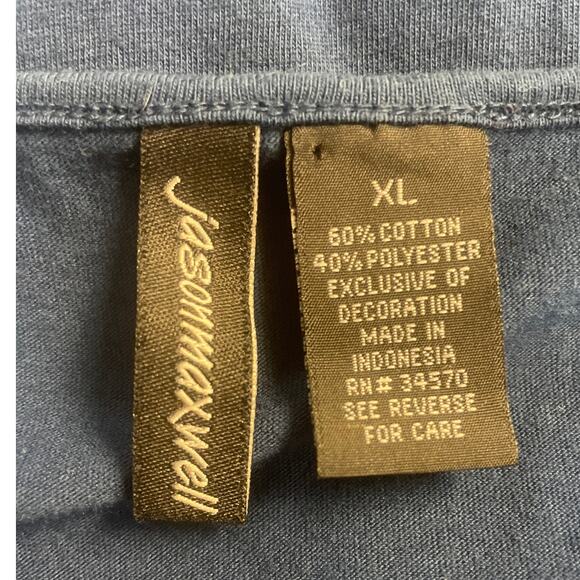 jasonmaxwell
XL
60% COTTON
40% POLYESTER
EXCLUSIVE OF
DECORATION
MADE IN
INDONESIA
RN# 34570
SEE REVERSE
FOR CARE